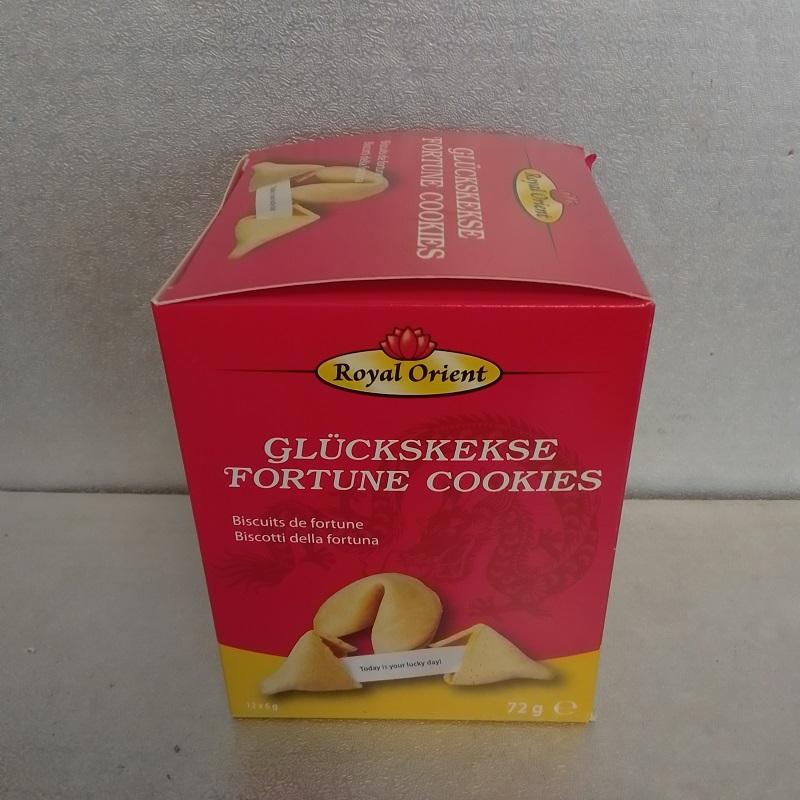 GLÜCKSKEKSE
FORTUNE COOKIES
Royal Orient
Royal Orient
GLÜCKSKEKSE
FORTUNE COOKIES
Biscuits de fortune
Biscotti della fortuna
Today is your lucky day!
12 x 6 g
72 g ℮